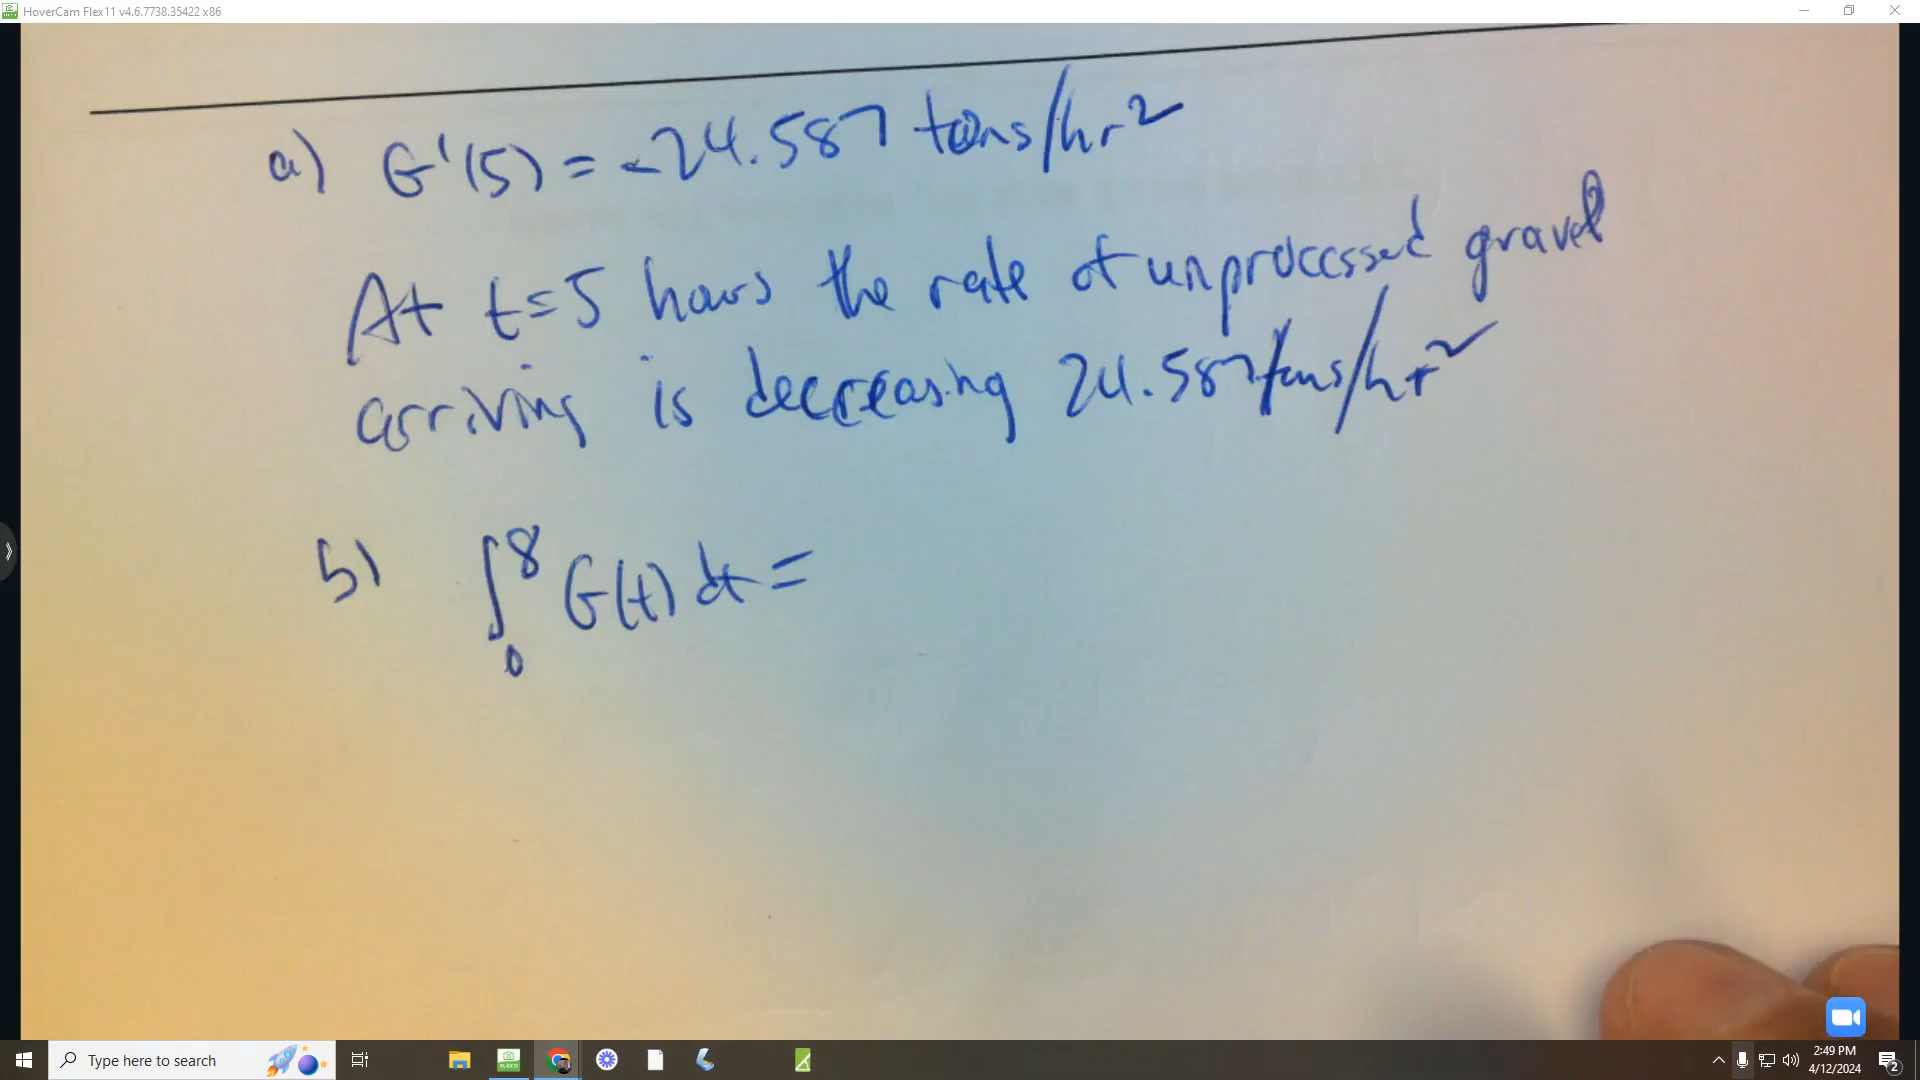 HoverCam Flex11 v4.6.7738.35422 x86
a) G'(5) = -24.587 tons/hr²
At t=5 hours the rate of unprocessed gravel
arriving is decreasing 24.587 tons/hr²
b) ∫₀⁸ G(t) dt =
Type here to search
2:49 PM
4/12/2024
2